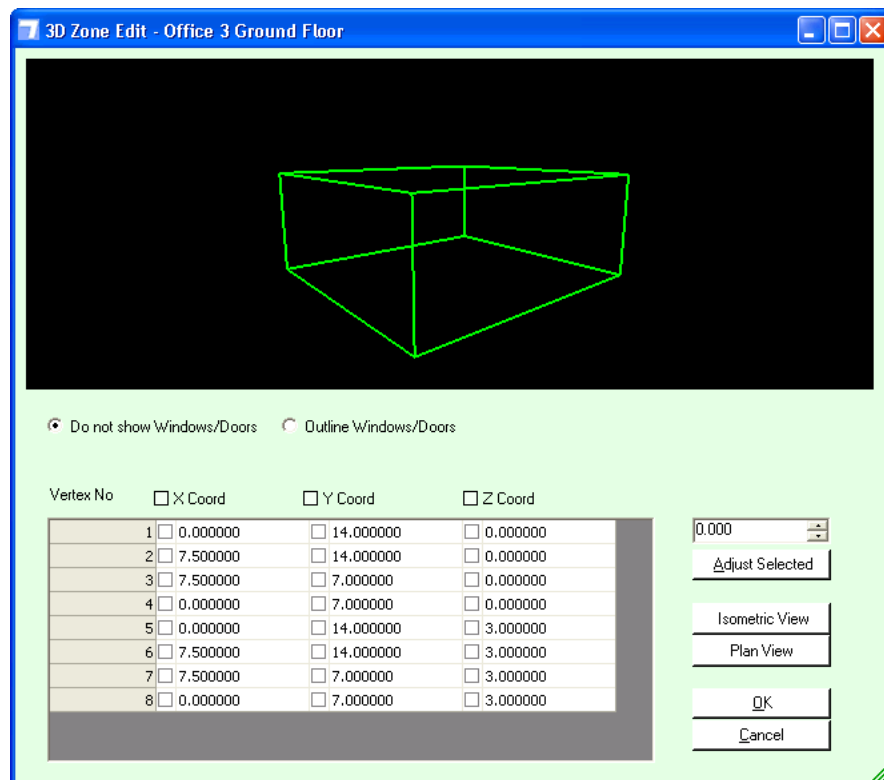 3D Zone Edit - Office 3 Ground Floor
Do not show Windows/Doors Outline Windows/Doors
Vertex No X Coord Y Coord Z Coord
1 0.000000 14.000000 0.000000
2 7.500000 14.000000 0.000000
3 7.500000 7.000000 0.000000
4 0.000000 7.000000 0.000000
5 0.000000 14.000000 3.000000
6 7.500000 14.000000 3.000000
7 7.500000 7.000000 3.000000
8 0.000000 7.000000 3.000000
0.000
Adjust Selected
Isometric View
Plan View
OK
Cancel